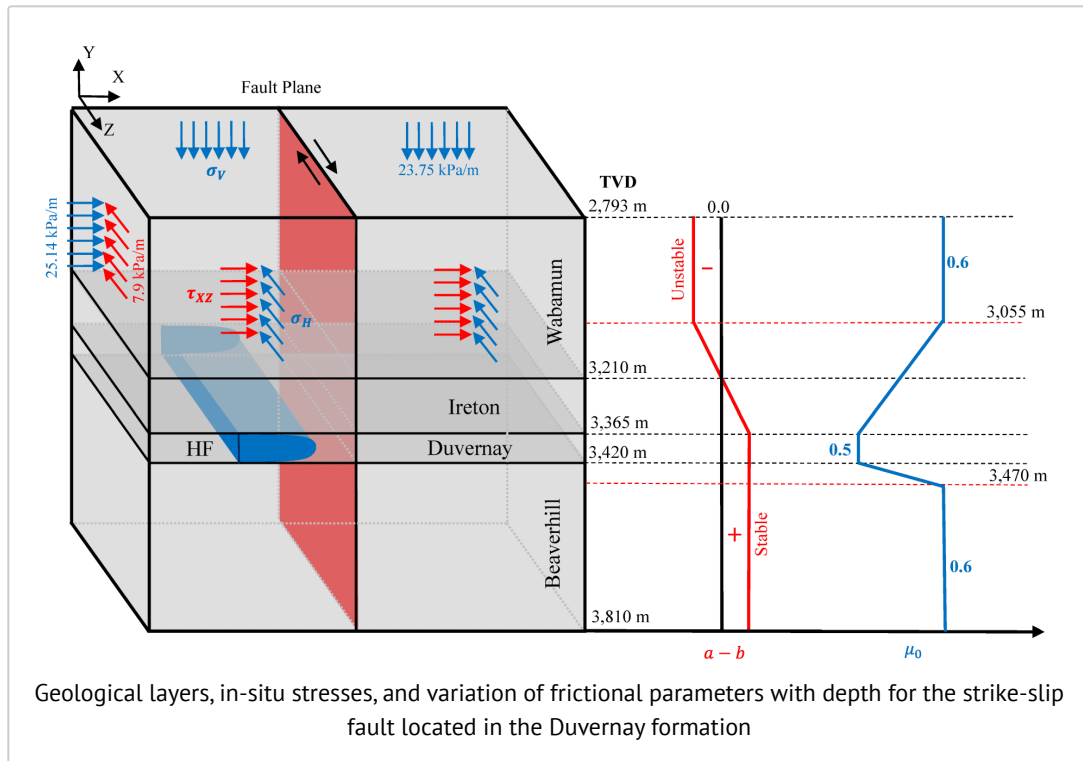 Y
X
Z
Fault Plane
σV
23.75 kPa/m
TVD
2,793 m
0.0
25.14 kPa/m
7.9 kPa/m
τXZ
σH
Wabamun
Unstable
−
0.6
3,055 m
3,210 m
Ireton
3,365 m
HF
Duvernay
3,420 m
0.5
3,470 m
Beaverhill
+
Stable
0.6
3,810 m
a − b
μ0
Geological layers, in-situ stresses, and variation of frictional parameters with depth for the strike-slip
fault located in the Duvernay formation